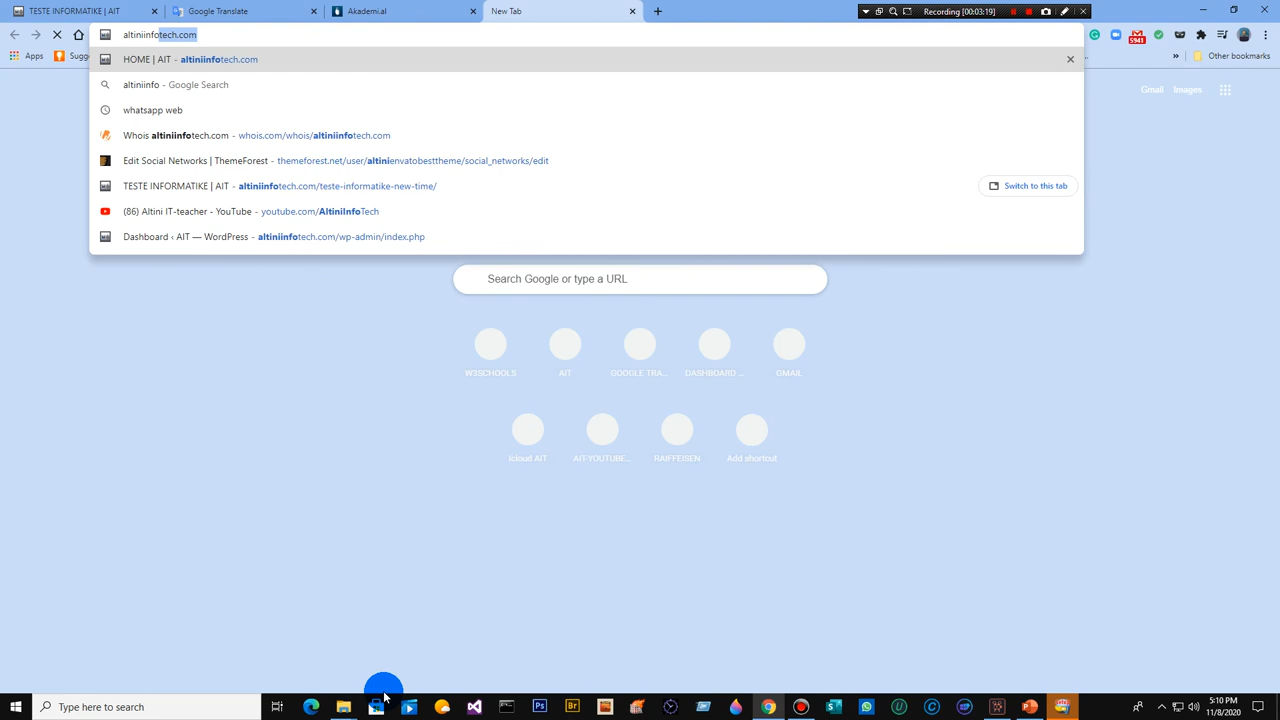 TESTE INFORMATIKE | AIT
Google Translate
Akademi.al
New Tab
Recording [00:03:19]
altiniinfotech.com
5941
Apps
Sugg
»
Other bookmarks
HOME | AIT - altiniinfotech.com
altiniinfo - Google Search
whatsapp web
Whois altiniinfotech.com - whois.com/whois/altiniinfotech.com
Edit Social Networks | ThemeForest - themeforest.net/user/altinienvatobesttheme/social_networks/edit
TESTE INFORMATIKE | AIT - altiniinfotech.com/teste-informatike-new-time/
Switch to this tab
(86) Altini IT-teacher - YouTube - youtube.com/AltiniInfoTech
Dashboard ‹ AIT — WordPress - altiniinfotech.com/wp-admin/index.php
Gmail Images
Search Google or type a URL
W3SCHOOLS
AIT
GOOGLE TRA...
DASHBOARD ...
GMAIL
Icloud AIT
AIT-YOUTUBE...
RAIFFEISEN
Add shortcut
Type here to search
Ps
Br
5:10 PM
11/8/2020